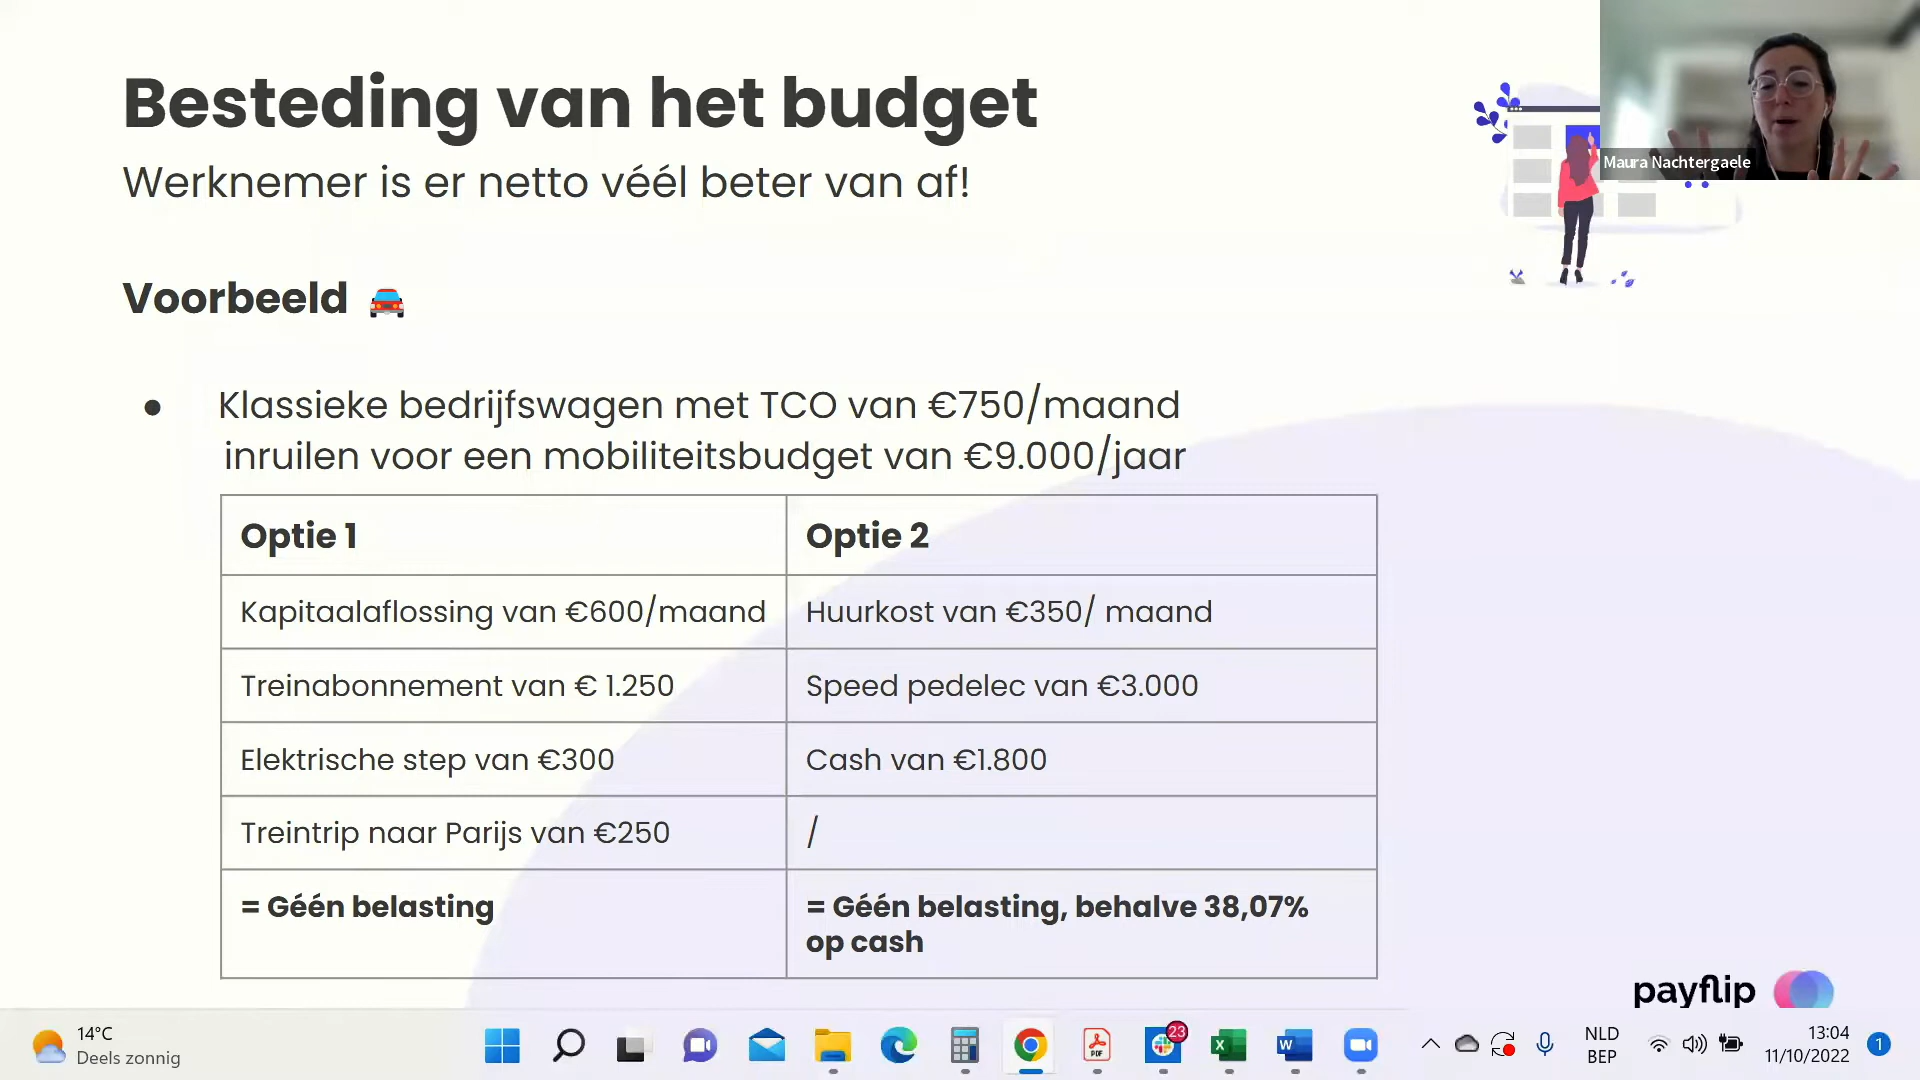 Besteding van het budget
Werknemer is er netto véél beter van af!
Maura Nachtergaele
Voorbeeld
Klassieke bedrijfswagen met TCO van €750/maand
inruilen voor een mobiliteitsbudget van €9.000/jaar
Optie 1
Optie 2
Kapitaalaflossing van €600/maand
Huurkost van €350/ maand
Treinabonnement van € 1.250
Speed pedelec van €3.000
Elektrische step van €300
Cash van €1.800
Treintrip naar Parijs van €250
/
= Géén belasting
= Géén belasting, behalve 38,07%
op cash
payflip
14°C
Deels zonnig
PDF
23
X
W
NLD
BEP
13:04
11/10/2022
1